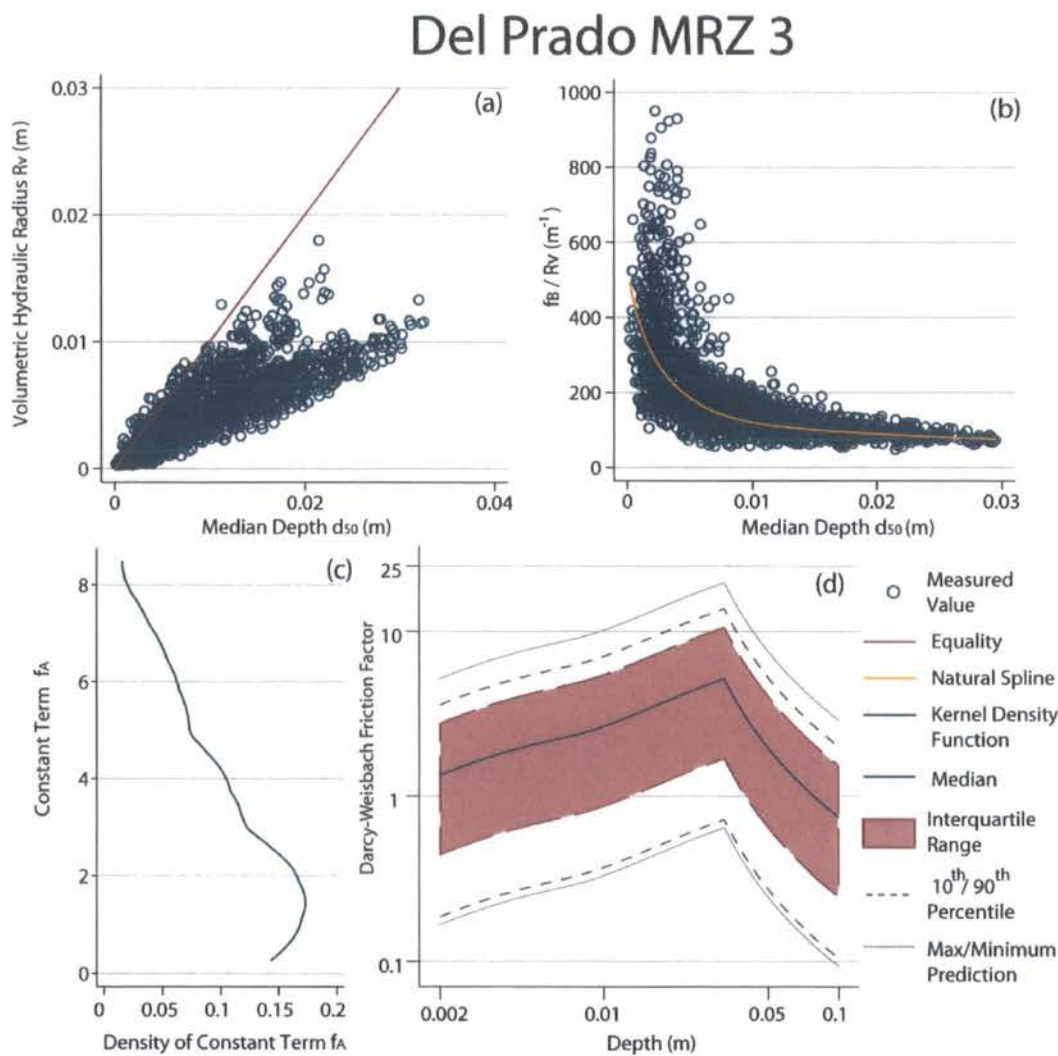 Del Prado MRZ 3
(a)
Volumetric Hydraulic Radius Rv (m)
0.03
0.02
0.01
0
0
0.02
0.04
Median Depth d50 (m)
(b)
fB / Rv (m-1)
1000
800
600
400
200
0
0
0.01
0.02
0.03
Median Depth d50 (m)
(c)
Constant Term fA
8
6
4
2
0
0
0.05
0.1
0.15
0.2
Density of Constant Term fA
(d)
Darcy-Weisbach Friction Factor
25
10
1
0.1
0.002
0.01
0.05
0.1
Depth (m)
Measured
Value
Equality
Natural Spline
Kernel Density
Function
Median
Interquartile
Range
10th/90th
Percentile
Max/Minimum
Prediction